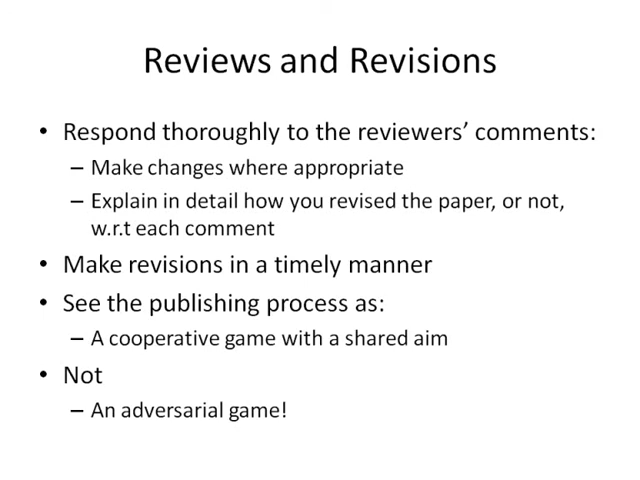 Reviews and Revisions
• Respond thoroughly to the reviewers’ comments:
– Make changes where appropriate
– Explain in detail how you revised the paper, or not,
w.r.t each comment
• Make revisions in a timely manner
• See the publishing process as:
– A cooperative game with a shared aim
• Not
– An adversarial game!